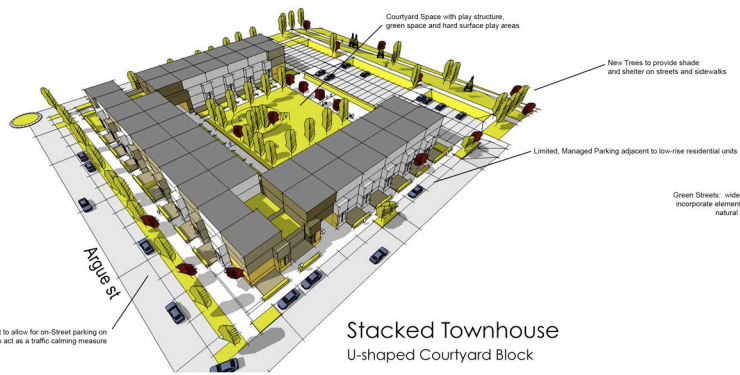 Courtyard Space with play structure,
green space and hard surface play areas
New Trees to provide shade
and shelter on streets and sidewalks
Limited, Managed Parking adjacent to low-rise residential units
Green Streets: wide
incorporate element
natural
Argue st
t to allow for on-Street parking on
o act as a traffic calming measure
Stacked Townhouse
U-shaped Courtyard Block